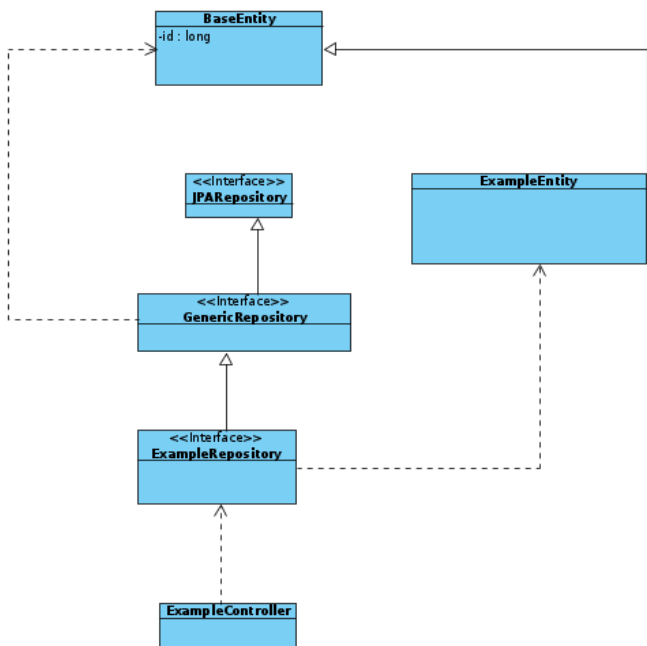 BaseEntity
-id : long
<<Interface>>
JPARepository
ExampleEntity
<<Interface>>
GenericRepository
<<Interface>>
ExampleRepository
ExampleController